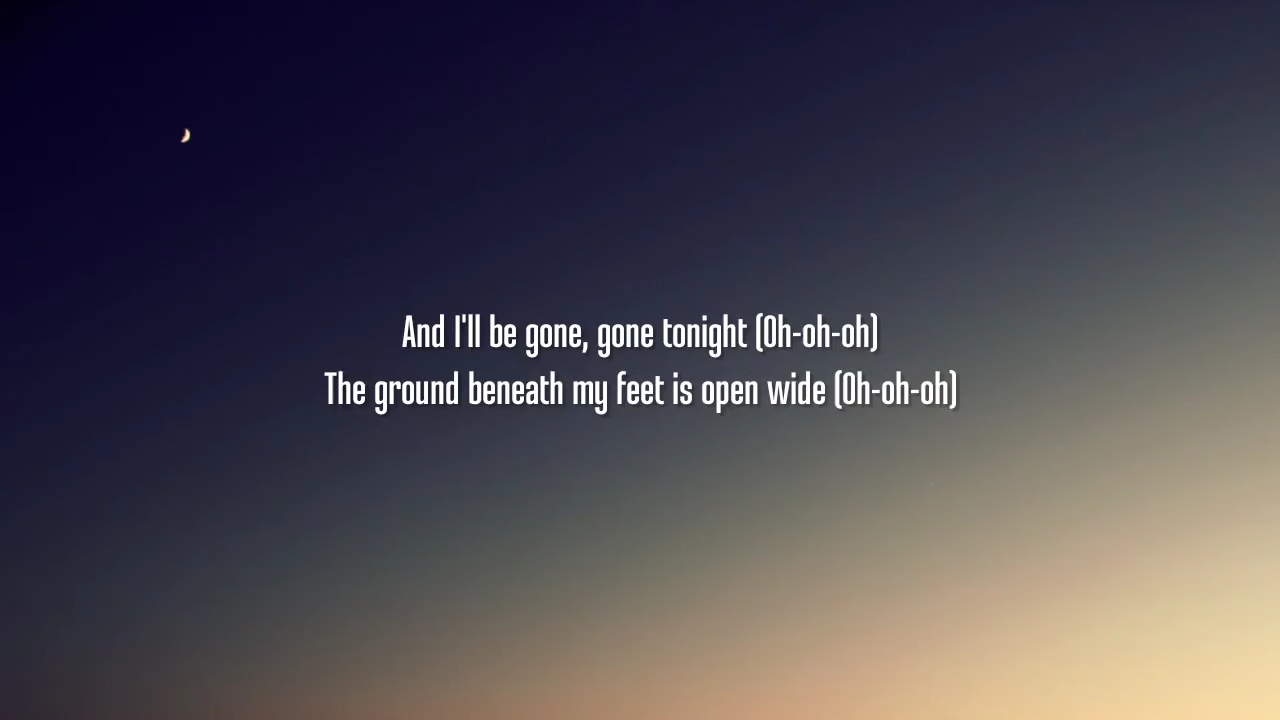 And I'll be gone, gone tonight (Oh-oh-oh)
The ground beneath my feet is open wide (Oh-oh-oh)